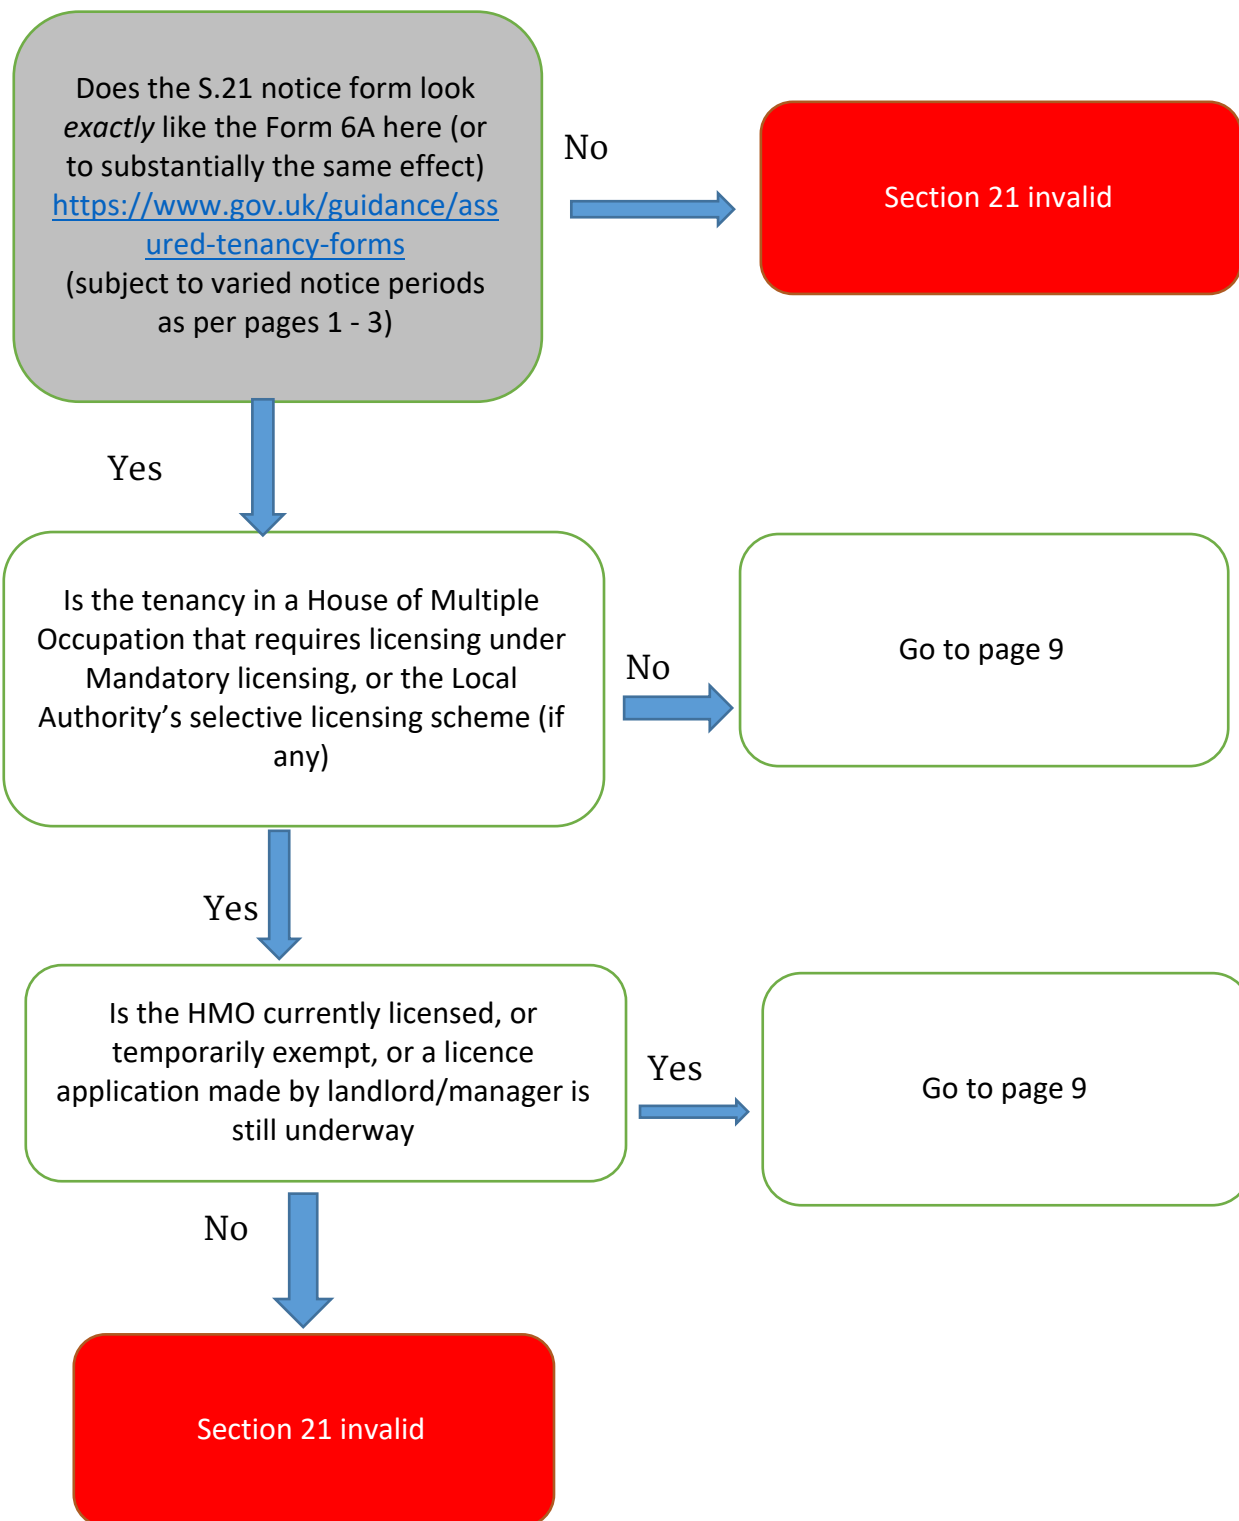 Does the S.21 notice form look
exactly like the Form 6A here (or
to substantially the same effect)
https://www.gov.uk/guidance/ass
ured-tenancy-forms
(subject to varied notice periods
as per pages 1 - 3)
No
Section 21 invalid
Yes
Is the tenancy in a House of Multiple
Occupation that requires licensing under
Mandatory licensing, or the Local
Authority’s selective licensing scheme (if
any)
No
Go to page 9
Yes
Is the HMO currently licensed, or
temporarily exempt, or a licence
application made by landlord/manager is
still underway
Yes
Go to page 9
No
Section 21 invalid